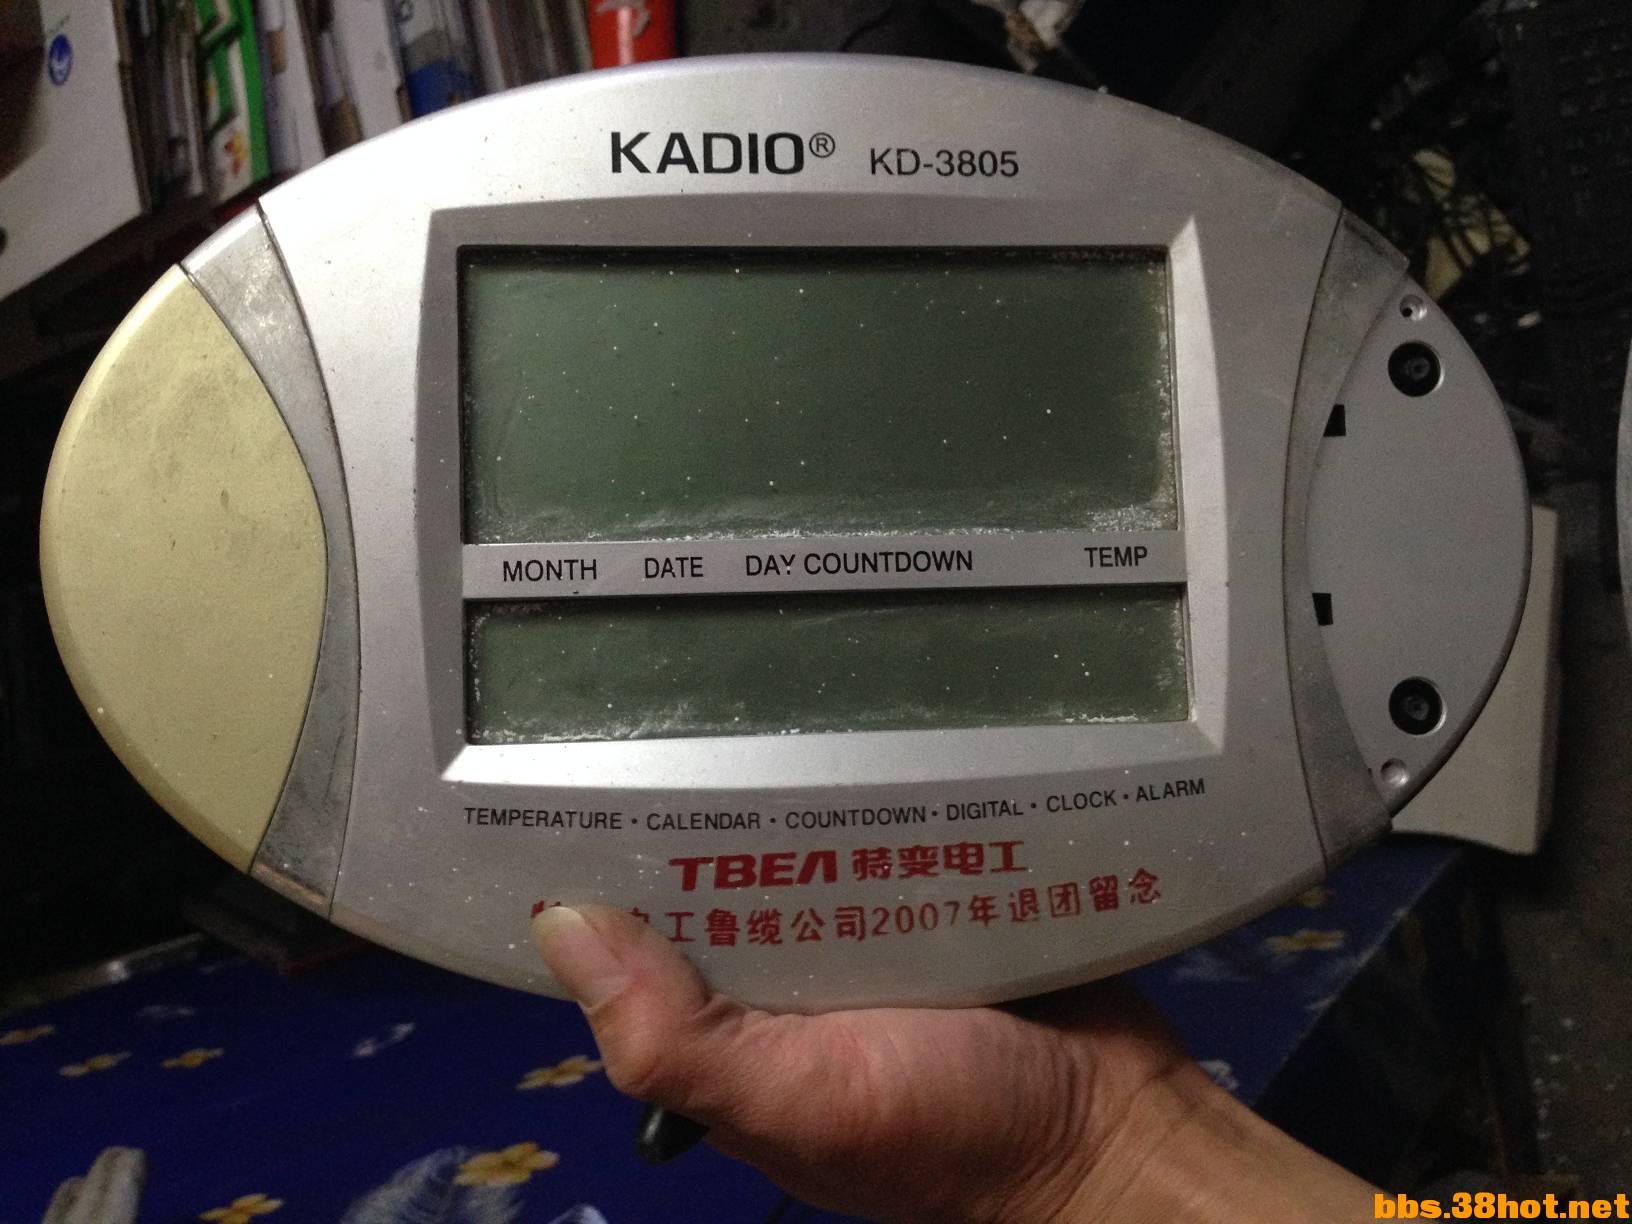 KADIO® KD-3805
MONTH DATE DAY COUNTDOWN TEMP
TEMPERATURE · CALENDAR · COUNTDOWN · DIGITAL · CLOCK · ALARM
TBEA 特变电工
电工鲁缆公司2007年退团留念
bbs.38hot.net